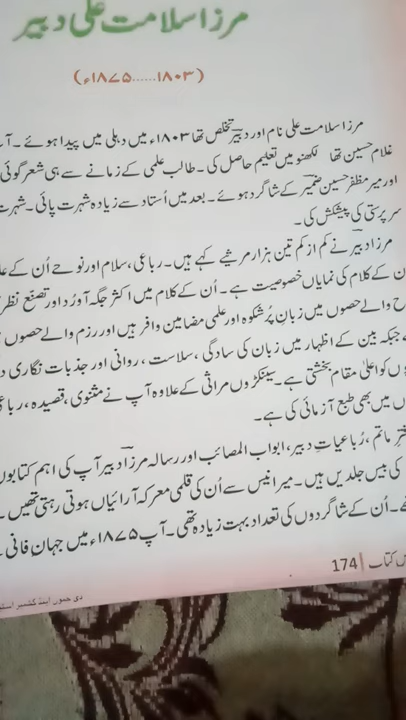 مرزا سلامت علی دبیر
(۱۸۰۳......۱۸۷۵ء)
مرزا سلامت علی نام اور دبیر تخلص تھا ۱۸۰۳ء میں دہلی میں پیدا ہوئے۔ آپ
غلام حسین تھا لکھنؤ میں تعلیم حاصل کی۔ طالب علمی کے زمانے سے ہی شعر گوئی
اور میر مظفر حسین ضمیر کے شاگرد ہوئے۔ بعد میں اُستاد سے زیادہ شہرت پائی۔ شہرت
سرپرستی کی پیشکش کی۔
مرزا دبیر نے کم از کم تین ہزار مرثیے کہے ہیں۔ رباعی، سلام اور نوحے اُن کے
ان کے کلام کی نمایاں خصوصیت ہے۔ اُن کے کلام میں اکثر جگہ آورد اور تصنّع نظر
والے حصوں میں زبان پُرشکوہ اور علمی مضامین وافر ہیں اور رزم والے حصوں
جبکہ بین کے اظہار میں زبان کی سادگی، سلاست، روانی اور جذبات نگاری
کو اعلیٰ مقام بخشتی ہے۔ سینکڑوں مراثی کے علاوہ آپ نے مثنوی، قصیدہ،
میں بھی طبع آزمائی کی ہے۔
ماتم، رُباعیاتِ دبیر، ابواب المصائب اور رسالہ مرزا دبیر آپ کی اہم کتابوں
کی بیس جلدیں ہیں۔ میر انیس سے اُن کی قلمی معرکہ آرائیاں ہوتی رہتی تھیں۔
اُن کے شاگردوں کی تعداد بہت زیادہ تھی۔ آپ ۱۸۷۵ء میں جہان فانی
کتاب | 174
دی جموں اینڈ کشمیر